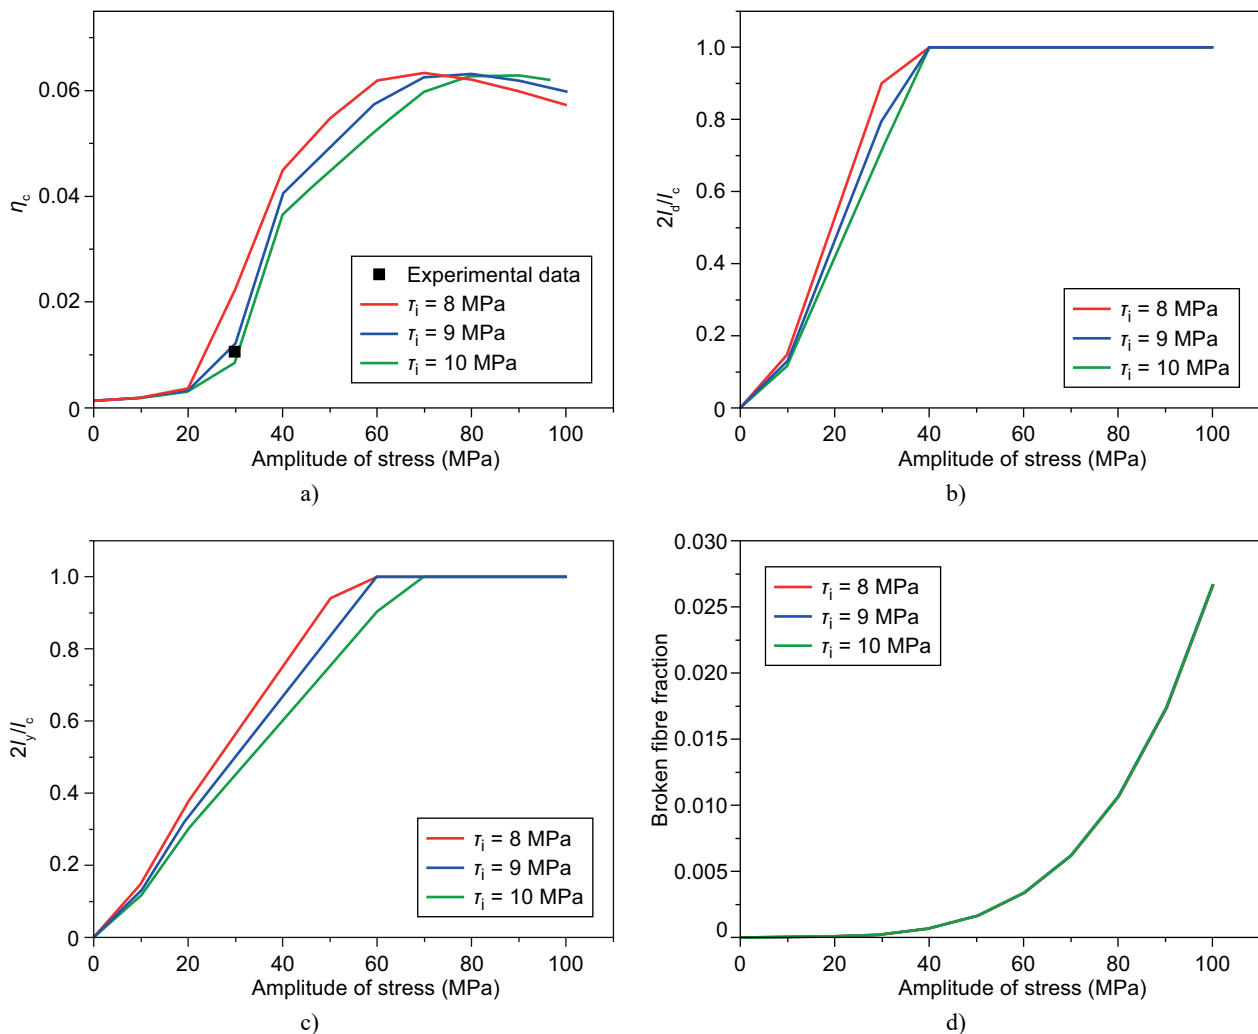 0.06
0.04
0.02
0
η_c
Experimental data
τ_i = 8 MPa
τ_i = 9 MPa
τ_i = 10 MPa
0 20 40 60 80 100
Amplitude of stress (MPa)
a)
1.0
0.8
0.6
0.4
0.2
0
2l_d/l_c
τ_i = 8 MPa
τ_i = 9 MPa
τ_i = 10 MPa
0 20 40 60 80 100
Amplitude of stress (MPa)
b)
1.0
0.8
0.6
0.4
0.2
0
2l_y/l_c
τ_i = 8 MPa
τ_i = 9 MPa
τ_i = 10 MPa
0 20 40 60 80 100
Amplitude of stress (MPa)
c)
0.030
0.025
0.020
0.015
0.010
0.005
0
Broken fibre fraction
τ_i = 8 MPa
τ_i = 9 MPa
τ_i = 10 MPa
0 20 40 60 80 100
Amplitude of stress (MPa)
d)